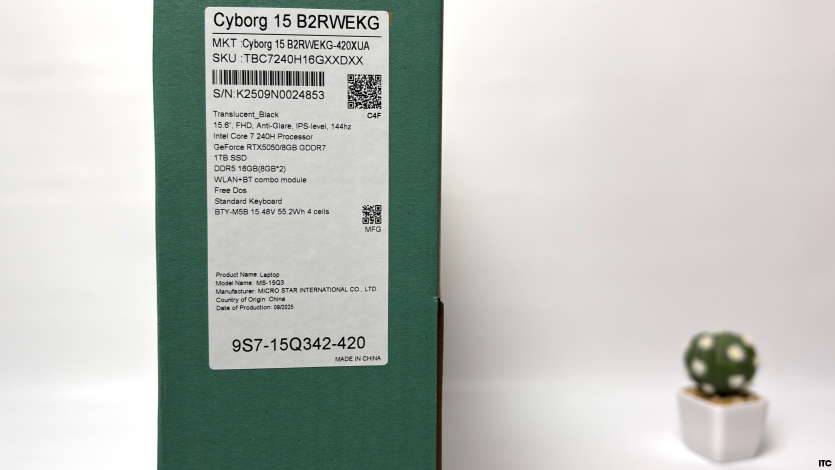 Cyborg 15 B2RWEKG
MKT :Cyborg 15 B2RWEKG-420XUA
SKU :TBC7240H16GXXDXX
S/N:K2509N0024853
C4F
Translucent_Black
15.6", FHD, Anti-Glare, IPS-level, 144hz
Intel Core 7 240H Processor
GeForce RTX5050/8GB GDDR7
1TB SSD
DDR5 16GB(8GB*2)
WLAN+BT combo module
Free Dos
Standard Keyboard
BTY-M5B 15.48V 55.2Wh 4 cells
MFG
Product Name: Laptop
Model Name: MS-15Q3
Manufacturer: MICRO STAR INTERNATIONAL CO., LTD.
Country of Origin: China
Date of Production: 09/2025
9S7-15Q342-420
MADE IN CHINA
ITC